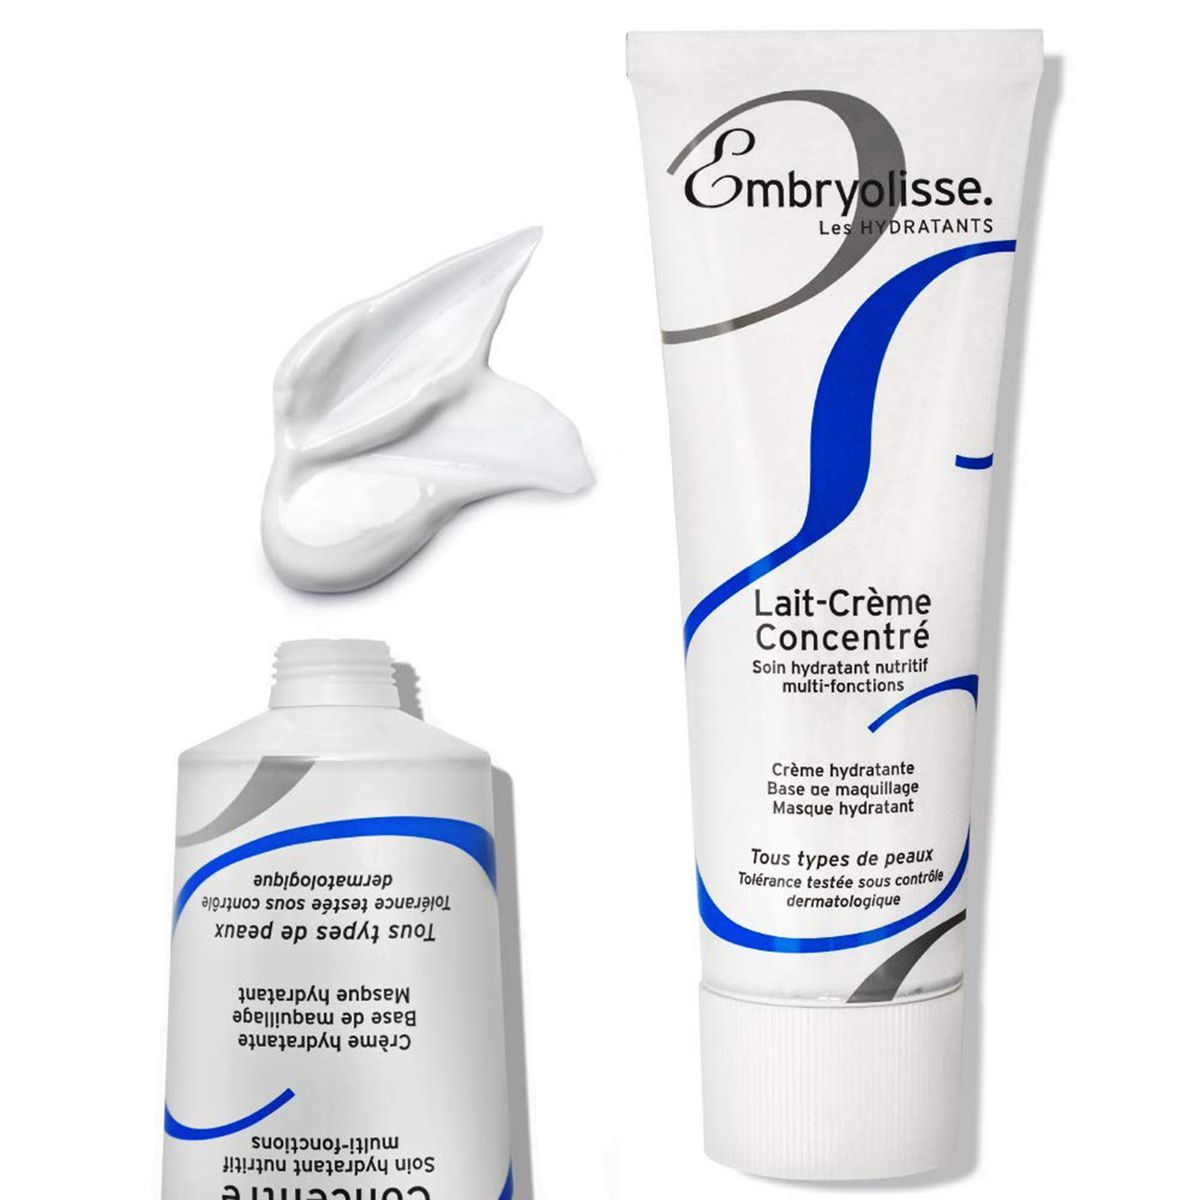 Embryolisse.
Les HYDRATANTS
Lait-Crème
Concentré
Soin hydratant nutritif
multi-fonctions
Crème hydratante
Base de maquillage
Masque hydratant
Tous types de peaux
Tolérance testée sous contrôle
dermatologique
Concentré
Soin hydratant nutritif
multi-fonctions
Crème hydratante
Base de maquillage
Masque hydratant
Tous types de peaux
Tolérance testée sous contrôle
dermatologique